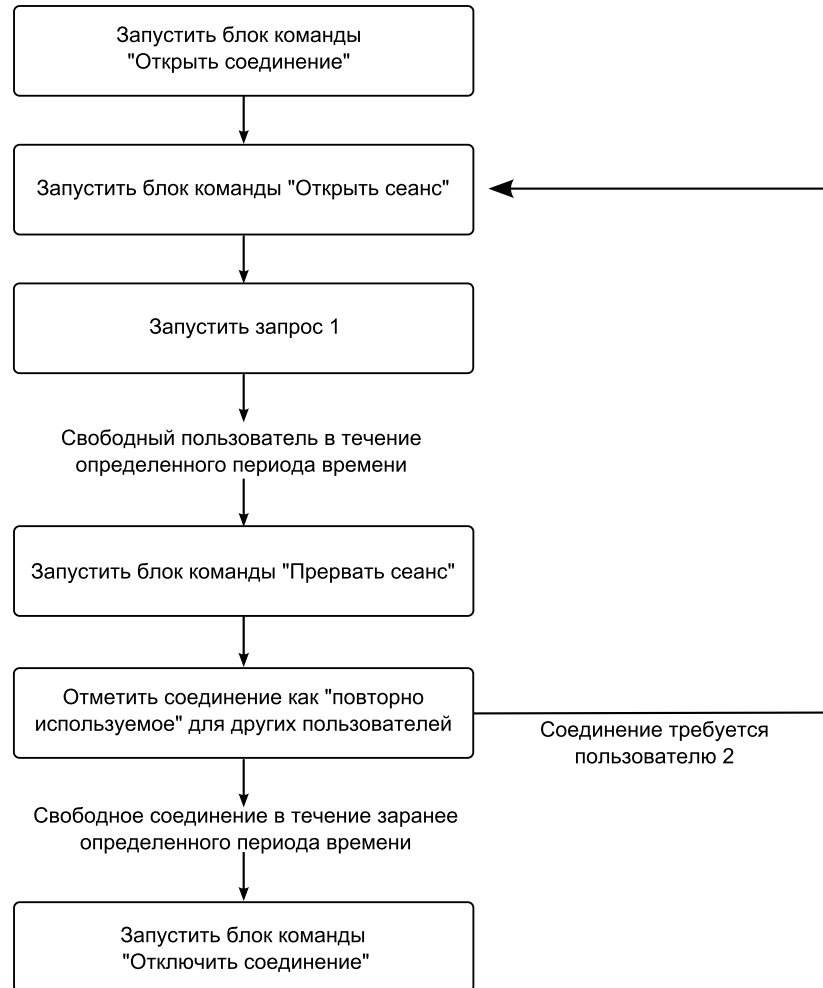 Запустить блок команды
"Открыть соединение"
Запустить блок команды "Открыть сеанс"
Запустить запрос 1
Свободный пользователь в течение
определенного периода времени
Запустить блок команды "Прервать сеанс"
Отметить соединение как "повторно
используемое" для других пользователей
Соединение требуется
пользователю 2
Свободное соединение в течение заранее
определенного периода времени
Запустить блок команды
"Отключить соединение"